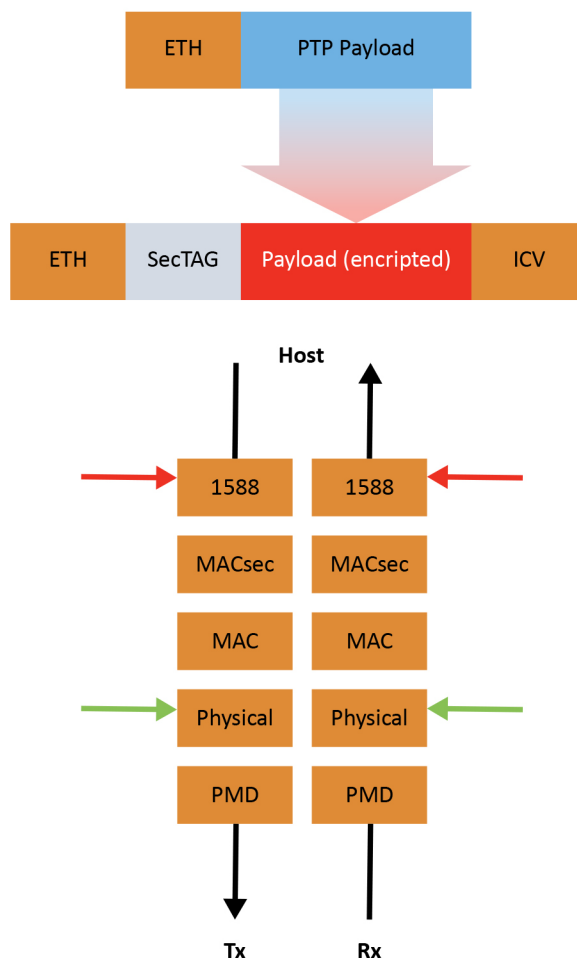 ETH PTP Payload
ETH SecTAG Payload (encripted) ICV
Host
1588 1588
MACsec MACsec
MAC MAC
Physical Physical
PMD PMD
Tx Rx